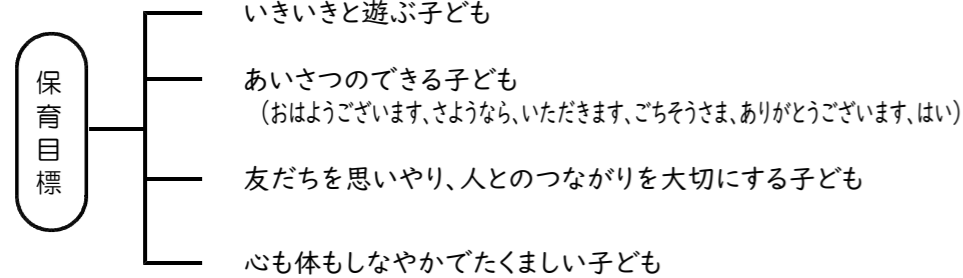 保育目標
いきいきと遊ぶ子ども
あいさつのできる子ども
（おはようございます、さようなら、いただきます、ごちそうさま、ありがとうございます、はい）
友だちを思いやり、人とのつながりを大切にする子ども
心も体もしなやかでたくましい子ども